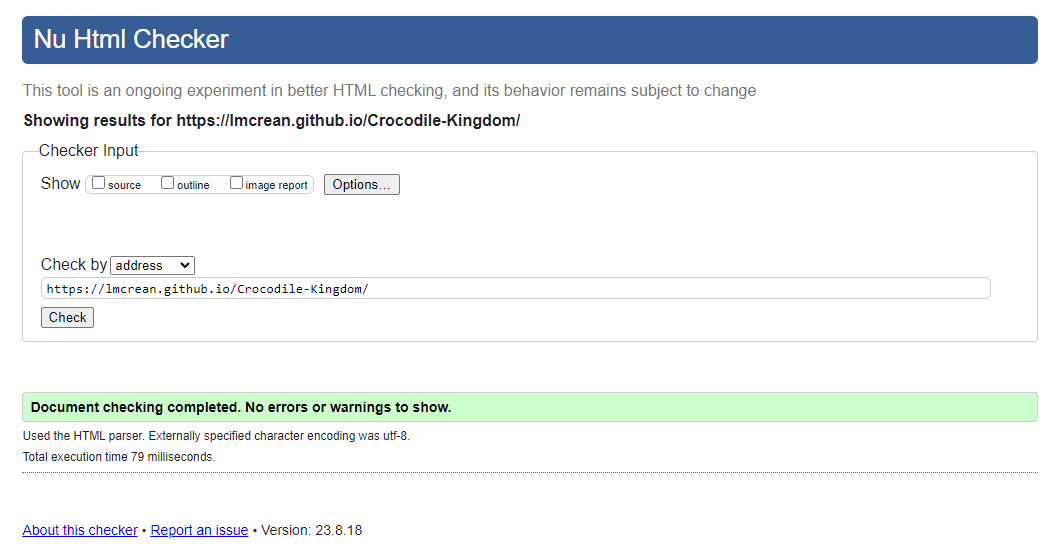 Nu Html Checker
This tool is an ongoing experiment in better HTML checking, and its behavior remains subject to change
Showing results for https://lmcrean.github.io/Crocodile-Kingdom/
Checker Input
Show source outline image report Options...
Check by address
https://lmcrean.github.io/Crocodile-Kingdom/
Check
Document checking completed. No errors or warnings to show.
Used the HTML parser. Externally specified character encoding was utf-8.
Total execution time 79 milliseconds.
About this checker • Report an issue • Version: 23.8.18